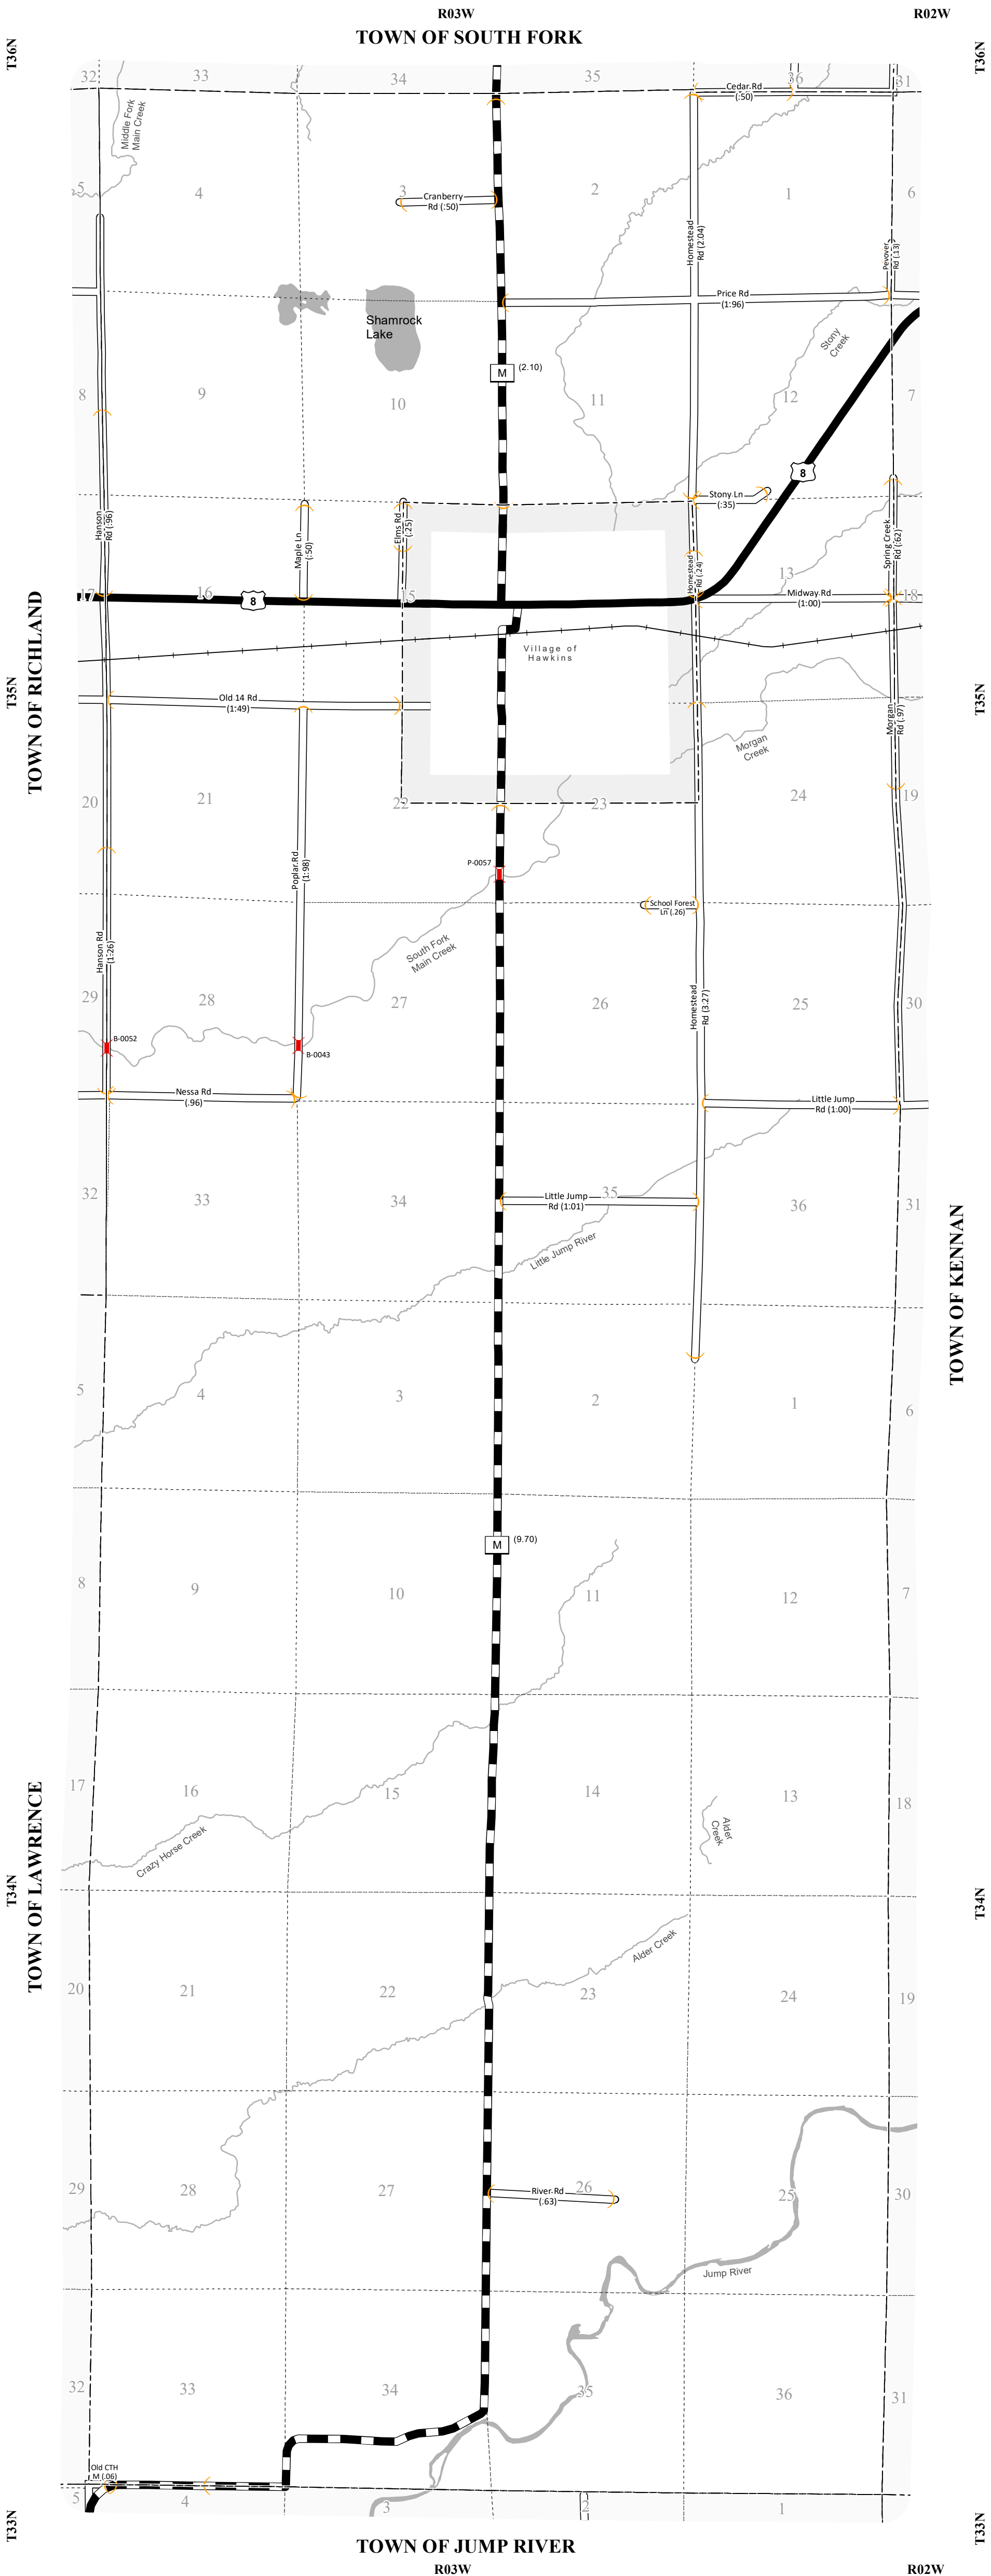 R03W
R02W
TOWN OF SOUTH FORK
T36N
T36N
32
33
34
35
36
31
Cedar Rd
(.50)
Middle Fork
Main Creek
5
4
3
2
1
6
Cranberry
Rd (.50)
Homestead
Rd (2.04)
Pevover
Rd (.13)
Price Rd
(1.96)
Shamrock
Lake
Stony
Creek
M
(2.10)
8
9
10
11
12
7
8
Stony Ln
(.35)
Hanson
Rd (.96)
Maple Ln
(.50)
Elms Rd
(.25)
Homestead
Rd (.24)
Spring Creek
Rd (.62)
13
17
16
15
18
8
Midway Rd
(1.00)
TOWN OF RICHLAND
Village of
Hawkins
T35N
T35N
Old 14 Rd
(1.49)
Morgan
Rd (.97)
Morgan
Creek
20
21
22
23
24
19
P-0057
Poplar Rd
(1.98)
School Forest
Ln (.26)
Hanson Rd
(1.26)
South Fork
Main Creek
29
28
27
26
25
30
Homestead
Rd (3.27)
B-0052
B-0043
Nessa Rd
(.96)
Little Jump
Rd (1.00)
32
33
34
35
36
31
Little Jump
Rd (1.01)
Little Jump River
TOWN OF KENNAN
5
4
3
2
1
6
M
(9.70)
8
9
10
11
12
7
17
16
15
14
13
18
Crazy Horse Creek
Alder
Creek
TOWN OF LAWRENCE
T34N
T34N
Alder Creek
20
21
22
23
24
19
29
28
27
26
25
30
River Rd
(.63)
Jump River
32
33
34
35
36
31
Old CTH
M (.06)
5
4
3
2
1
T33N
T33N
TOWN OF JUMP RIVER
R03W
R02W